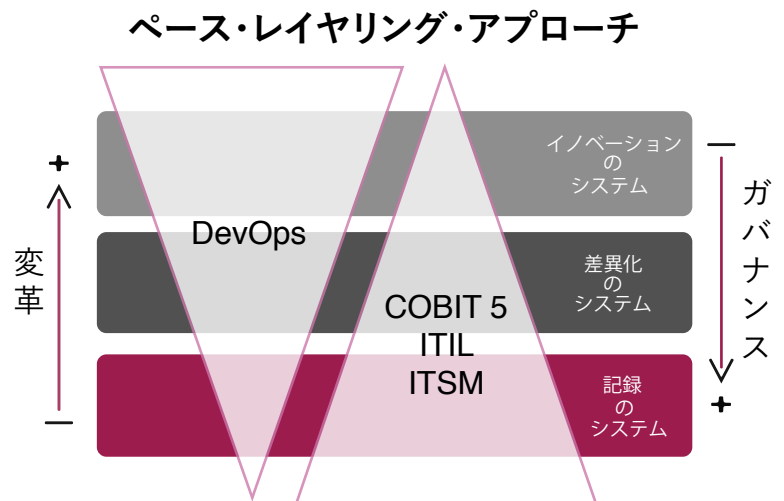 ペース・レイヤリング・アプローチ
イノベーション
の
システム
DevOps
差異化
の
システム
COBIT 5
ITIL
ITSM
記録
の
システム
+
変革
−
−
ガバナンス
+